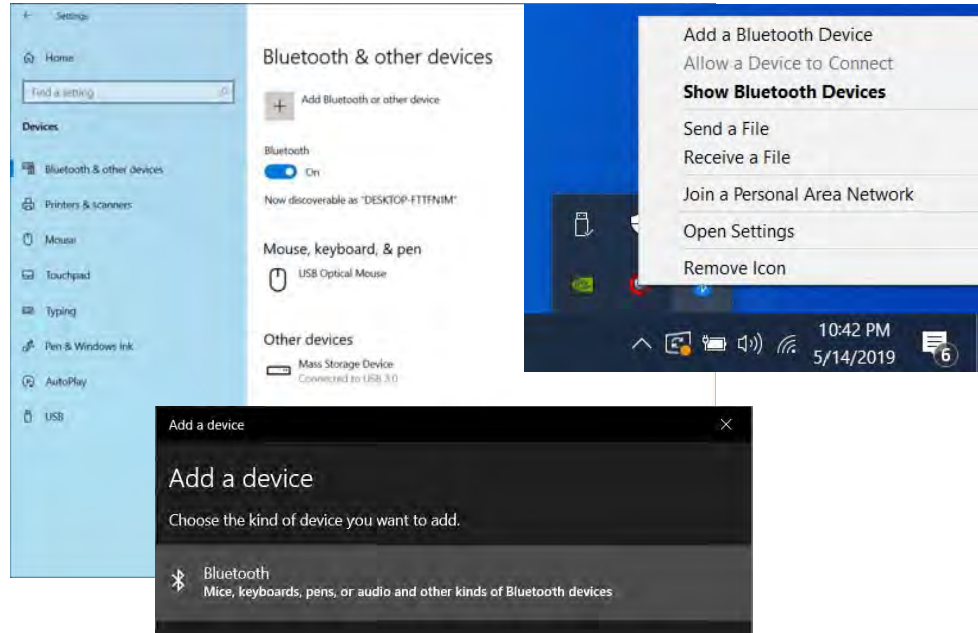 Settings
Home
Find a setting
Devices
Bluetooth & other devices
Printers & scanners
Mouse
Touchpad
Typing
Pen & Windows Ink
AutoPlay
USB
Bluetooth & other devices
Add Bluetooth or other device
Bluetooth
On
Now discoverable as "DESKTOP-FTTFN1M"
Mouse, keyboard, & pen
USB Optical Mouse
Other devices
Mass Storage Device
Connected to USB 3.0
Add a Bluetooth Device
Allow a Device to Connect
Show Bluetooth Devices
Send a File
Receive a File
Join a Personal Area Network
Open Settings
Remove Icon
10:42 PM
5/14/2019
6
Add a device
Add a device
Choose the kind of device you want to add.
Bluetooth
Mice, keyboards, pens, or audio and other kinds of Bluetooth devices